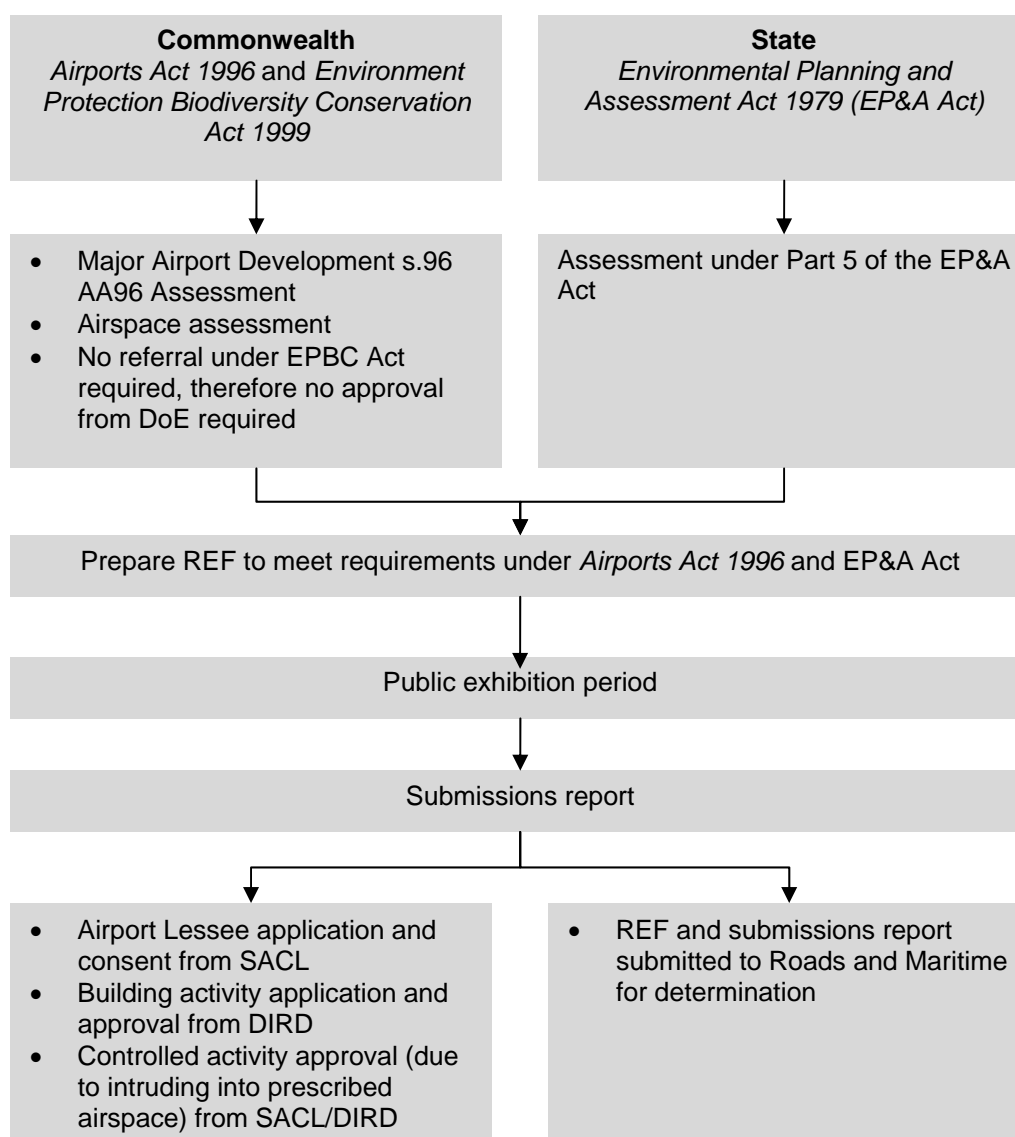 Commonwealth
Airports Act 1996 and Environment
Protection Biodiversity Conservation
Act 1999
State
Environmental Planning and
Assessment Act 1979 (EP&A Act)
• Major Airport Development s.96
AA96 Assessment
• Airspace assessment
• No referral under EPBC Act
required, therefore no approval
from DoE required
Assessment under Part 5 of the EP&A
Act
Prepare REF to meet requirements under Airports Act 1996 and EP&A Act
Public exhibition period
Submissions report
• Airport Lessee application and
consent from SACL
• Building activity application and
approval from DIRD
• Controlled activity approval (due
to intruding into prescribed
airspace) from SACL/DIRD
• REF and submissions report
submitted to Roads and Maritime
for determination